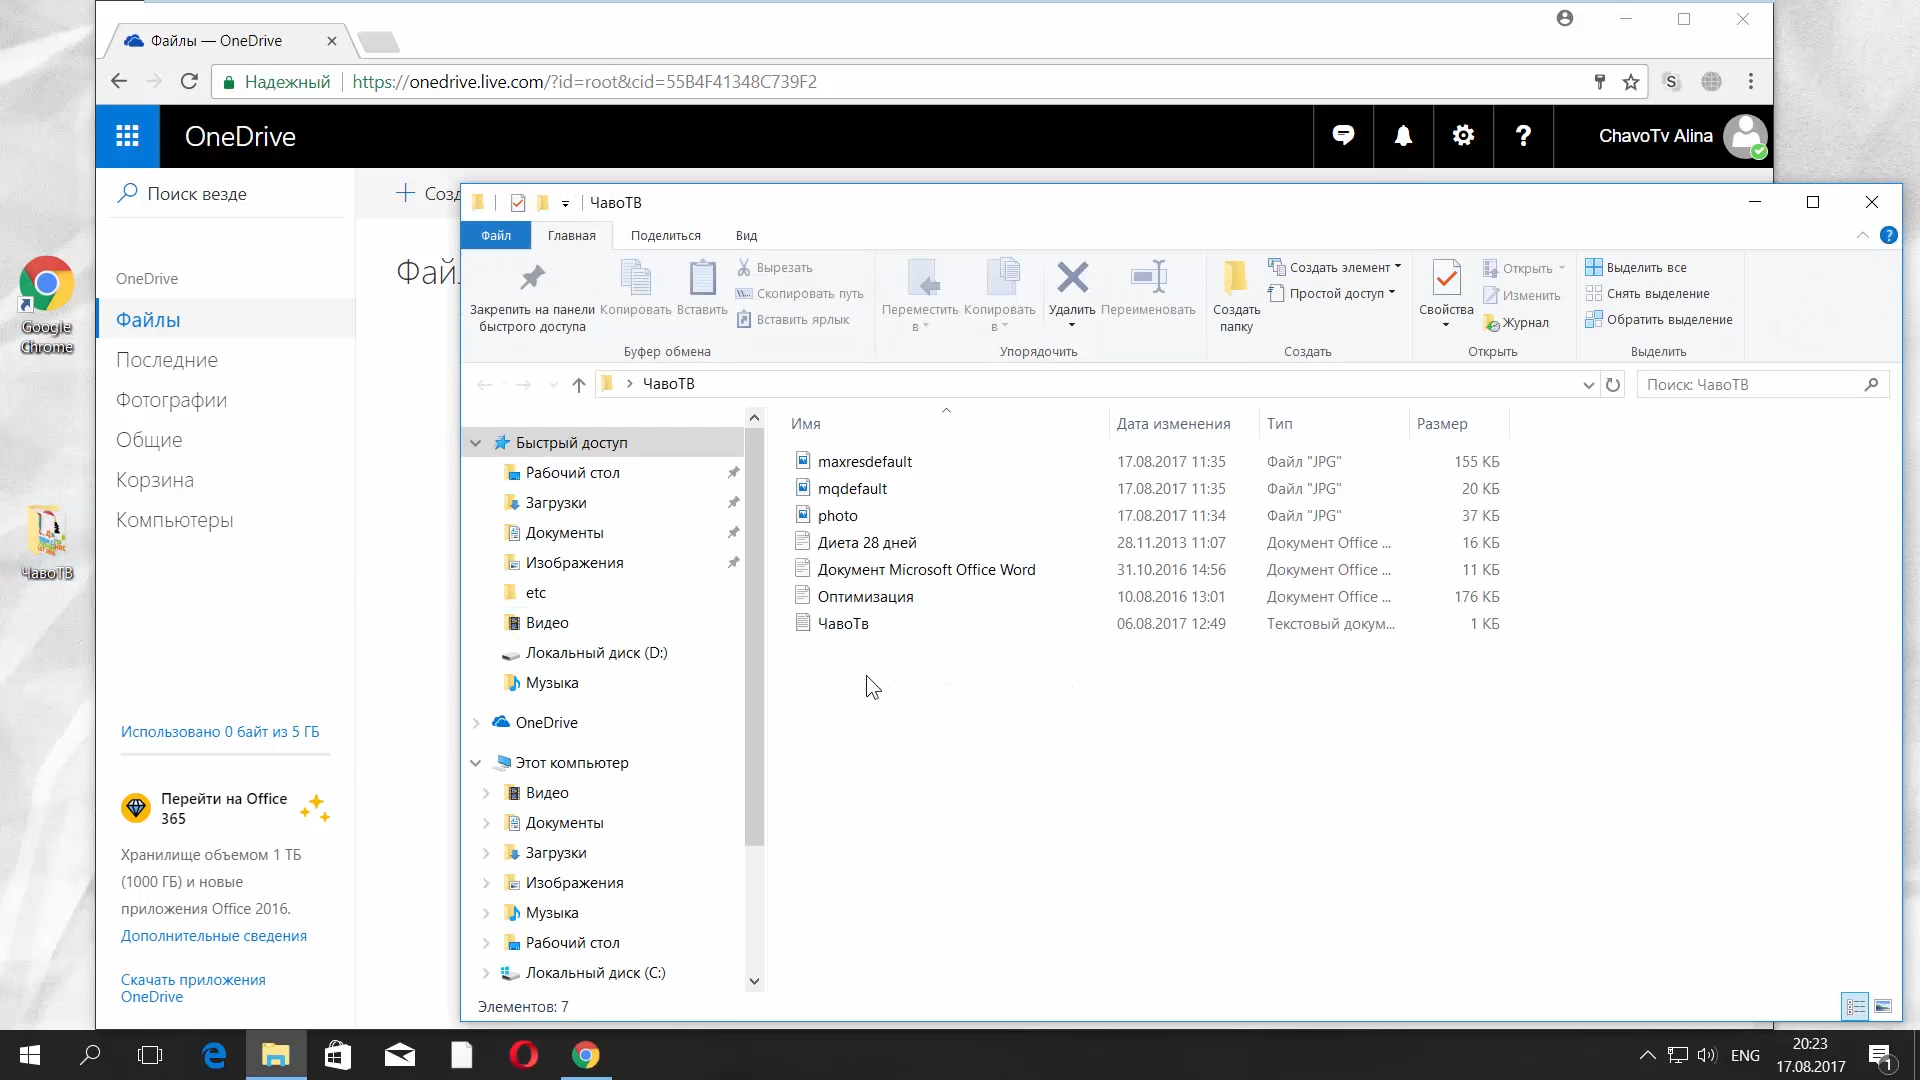 Файлы — OneDrive
Надежный
https://onedrive.live.com/?id=root&cid=55B4F41348C739F2
S
OneDrive
?
ChavoTv Alina
Поиск везде
OneDrive
Файлы
Последние
Фотографии
Общие
Корзина
Компьютеры
Использовано 0 байт из 5 ГБ
Перейти на Office
365
Хранилище объемом 1 ТБ
(1000 ГБ) и новые
приложения Office 2016.
Дополнительные сведения
Скачать приложения
OneDrive
Google
Chrome
ЧавоТВ
ЧавоТВ
Файл
Главная
Поделиться
Вид
Закрепить на панели
быстрого доступа
Копировать
Вставить
Вырезать
Скопировать путь
Вставить ярлык
Буфер обмена
Переместить
в
Копировать
в
Удалить
Переименовать
Упорядочить
Создать
папку
Создать элемент
Простой доступ
Создать
Свойства
Открыть
Изменить
Журнал
Открыть
Выделить все
Снять выделение
Обратить выделение
Выделить
ЧавоТВ
Поиск: ЧавоТВ
Быстрый доступ
Рабочий стол
Загрузки
Документы
Изображения
etc
Видео
Локальный диск (D:)
Музыка
OneDrive
Этот компьютер
Видео
Документы
Загрузки
Изображения
Музыка
Рабочий стол
Локальный диск (C:)
Имя Дата изменения Тип Размер
maxresdefault 17.08.2017 11:35 Файл "JPG" 155 КБ
mqdefault 17.08.2017 11:35 Файл "JPG" 20 КБ
photo 17.08.2017 11:34 Файл "JPG" 37 КБ
Диета 28 дней 28.11.2013 11:07 Документ Office ... 16 КБ
Документ Microsoft Office Word 31.10.2016 14:56 Документ Office ... 11 КБ
Оптимизация 10.08.2016 13:01 Документ Office ... 176 КБ
ЧавоТв 06.08.2017 12:49 Текстовый докум... 1 КБ
Элементов: 7
ENG
20:23
17.08.2017
1